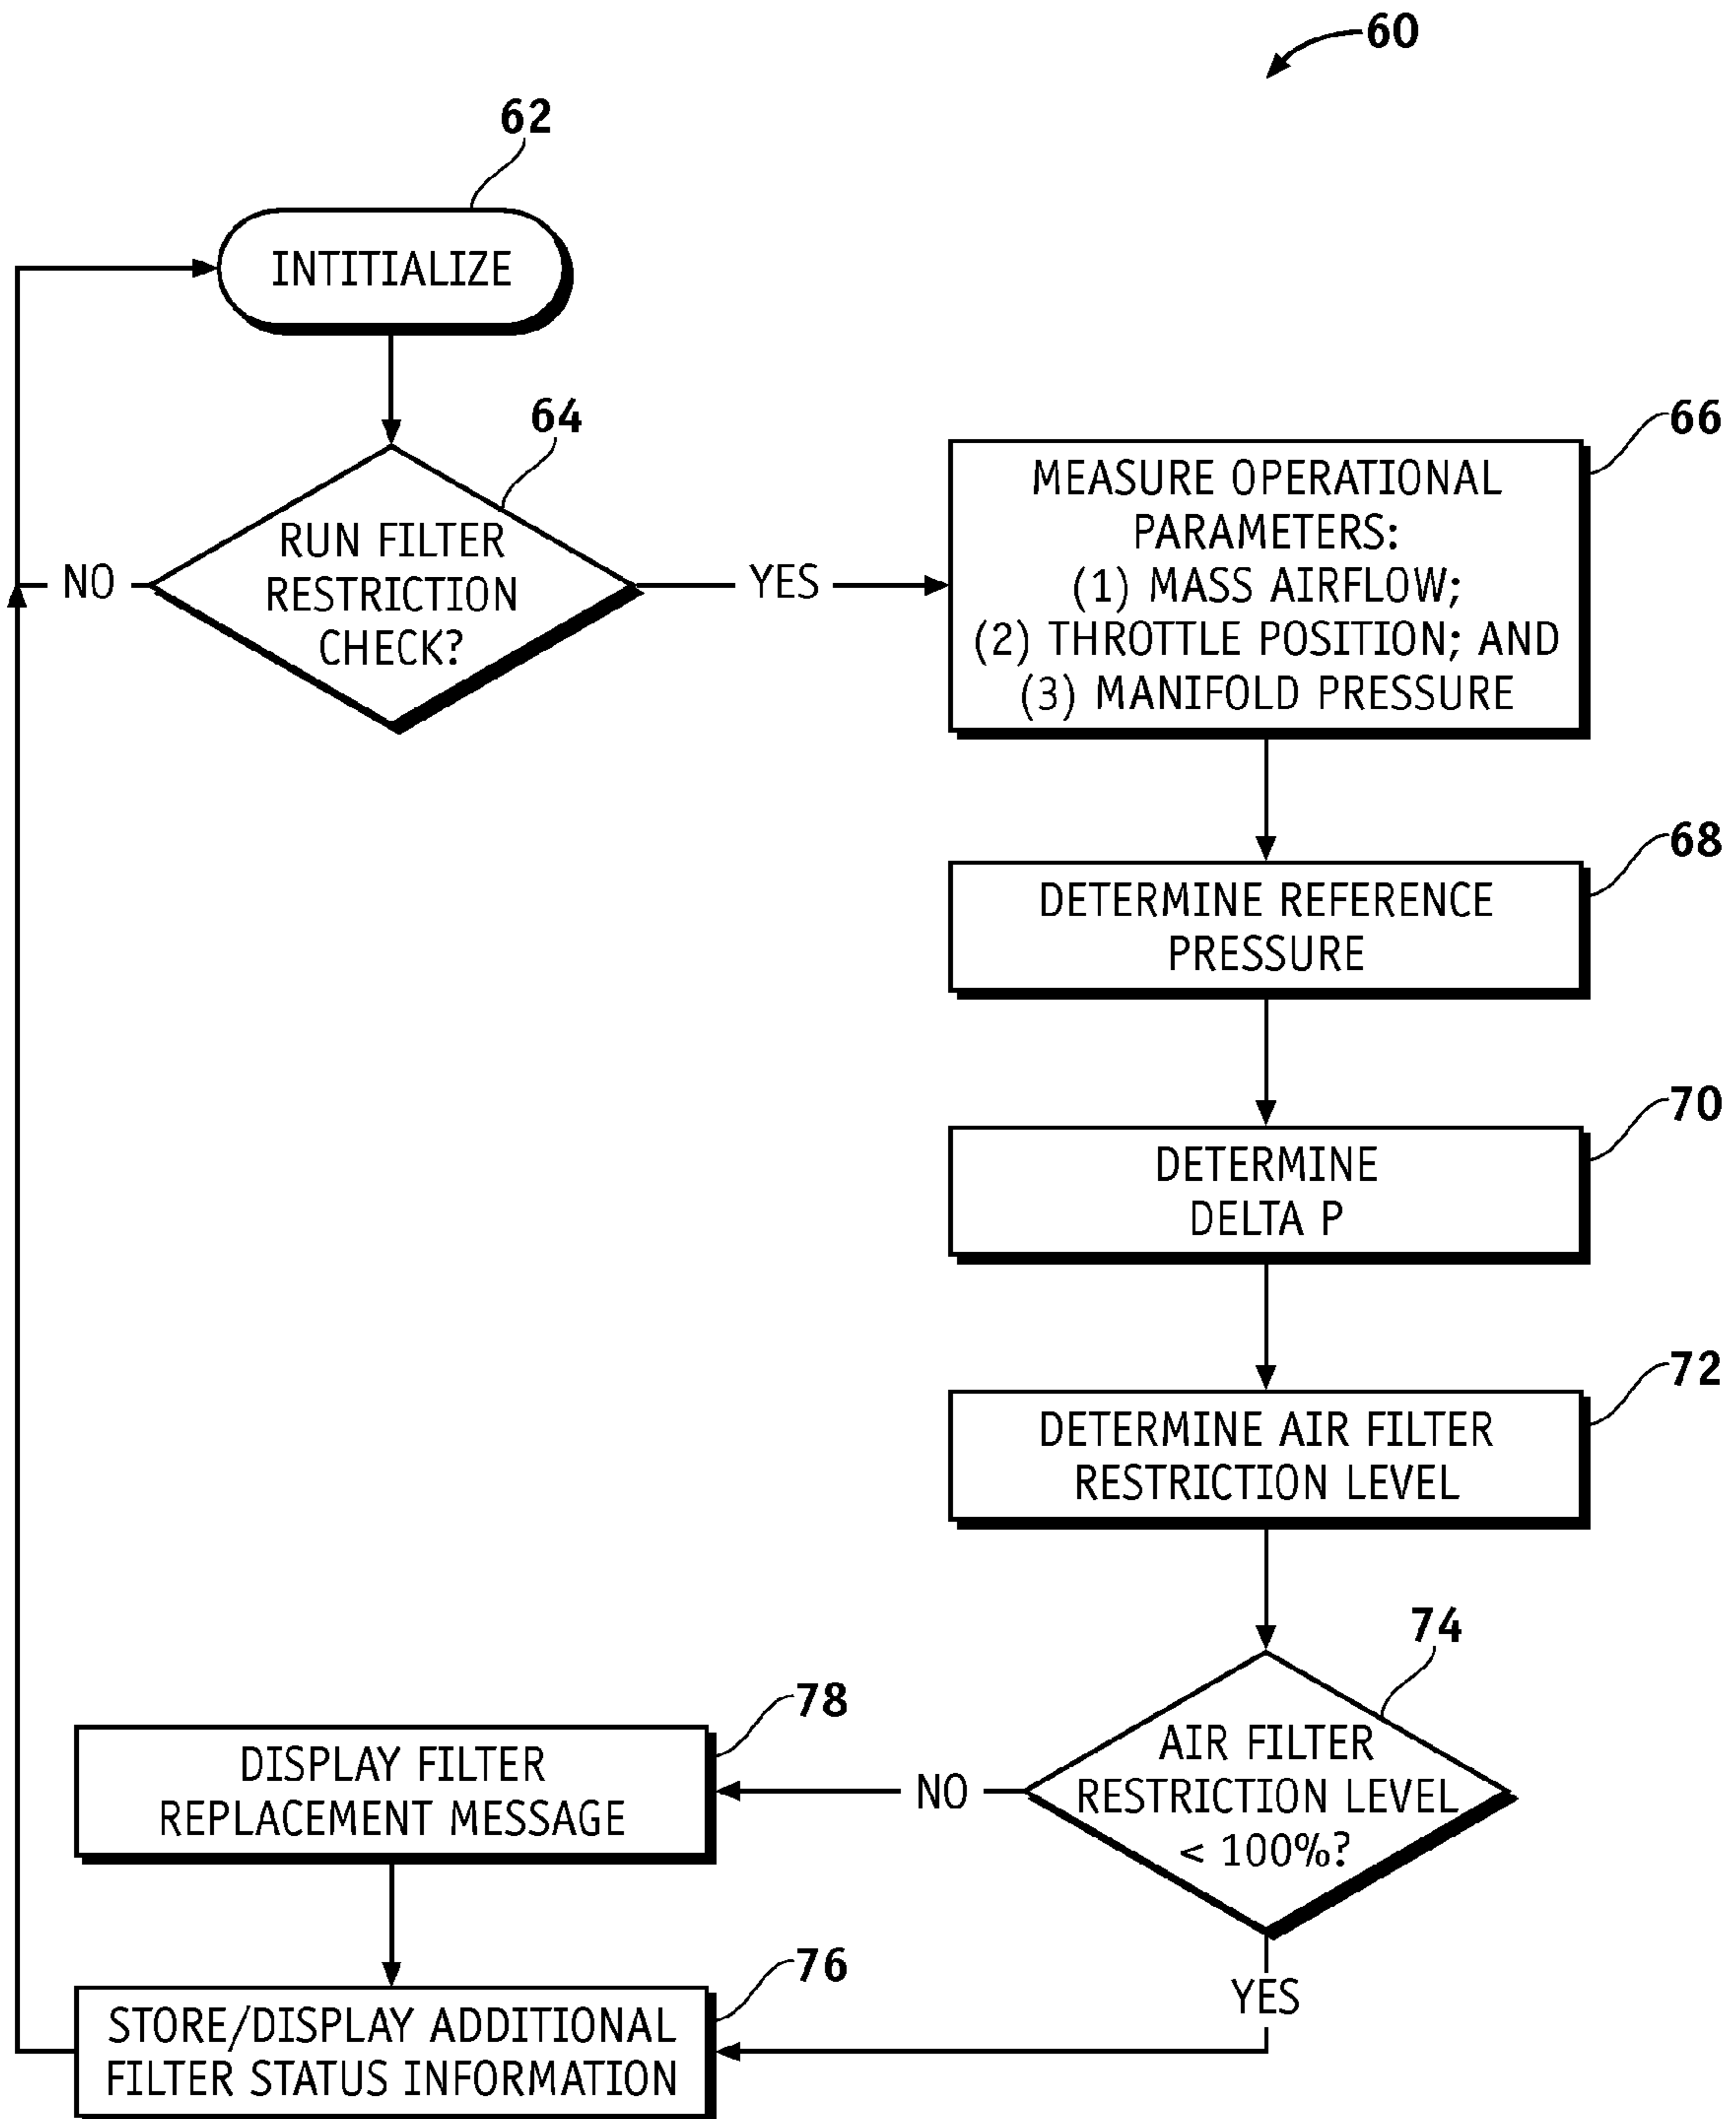 60
62
INTITIALIZE
64
RUN FILTER
RESTRICTION
CHECK?
NO
YES
66
MEASURE OPERATIONAL
PARAMETERS:
(1) MASS AIRFLOW;
(2) THROTTLE POSITION; AND
(3) MANIFOLD PRESSURE
68
DETERMINE REFERENCE
PRESSURE
70
DETERMINE
DELTA P
72
DETERMINE AIR FILTER
RESTRICTION LEVEL
74
AIR FILTER
RESTRICTION LEVEL
< 100%?
NO
YES
78
DISPLAY FILTER
REPLACEMENT MESSAGE
76
STORE/DISPLAY ADDITIONAL
FILTER STATUS INFORMATION